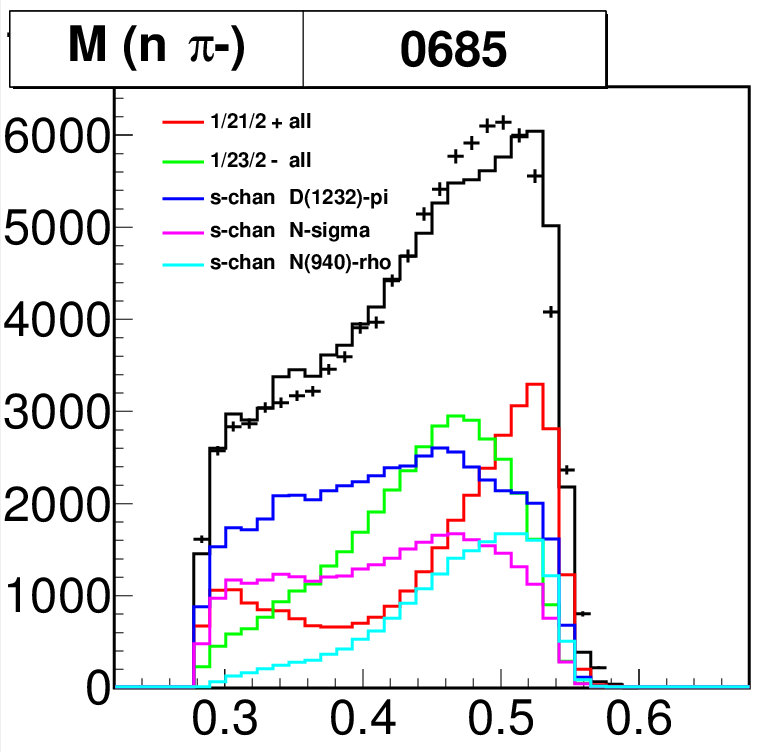 M (n π-) 0685
1/21/2 + all
1/23/2 - all
s-chan D(1232)-pi
s-chan N-sigma
s-chan N(940)-rho
6000
5000
4000
3000
2000
1000
0
0.3 0.4 0.5 0.6